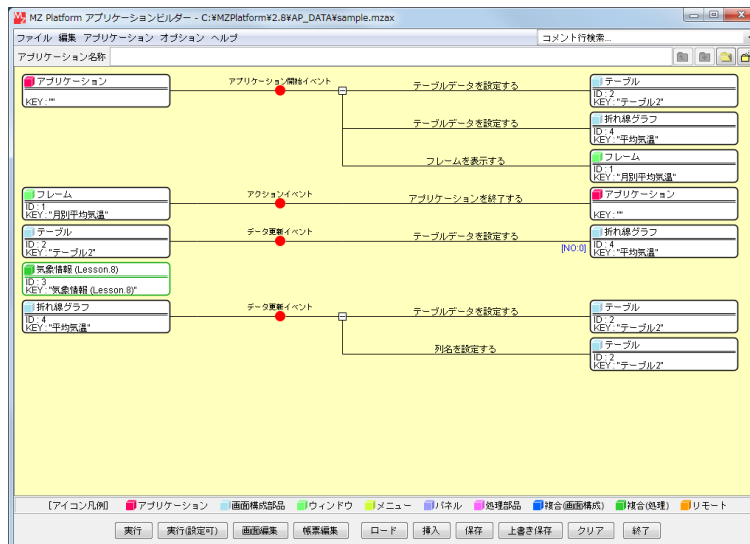 MZ Platform アプリケーションビルダー - C:¥MZPlatform¥2.8¥AP_DATA¥sample.mzax
ファイル 編集 アプリケーション オプション ヘルプ コメント行検索...
アプリケーション名称
アプリケーション アプリケーション開始イベント テーブルデータを設定する テーブル
KEY:"" ID:2
KEY:"テーブル2"
テーブルデータを設定する 折れ線グラフ
ID:4
KEY:"平均気温"
フレームを表示する フレーム
ID:1
KEY:"月別平均気温"
フレーム アクションイベント アプリケーションを終了する アプリケーション
ID:1
KEY:"月別平均気温" KEY:""
テーブル データ更新イベント テーブルデータを設定する 折れ線グラフ
ID:2 [NO:0] ID:4
KEY:"テーブル2" KEY:"平均気温"
気象情報 (Lesson.8)
ID:3
KEY:"気象情報 (Lesson.8)"
折れ線グラフ データ更新イベント テーブルデータを設定する テーブル
ID:4 ID:2
KEY:"平均気温" KEY:"テーブル2"
列名を設定する テーブル
ID:2
KEY:"テーブル2"
[アイコン凡例] アプリケーション 画面構成部品 ウィンドウ メニュー パネル 処理部品 複合(画面構成) 複合(処理) リモート
実行 実行(設定可) 画面編集 帳票編集 ロード 挿入 保存 上書き保存 クリア 終了